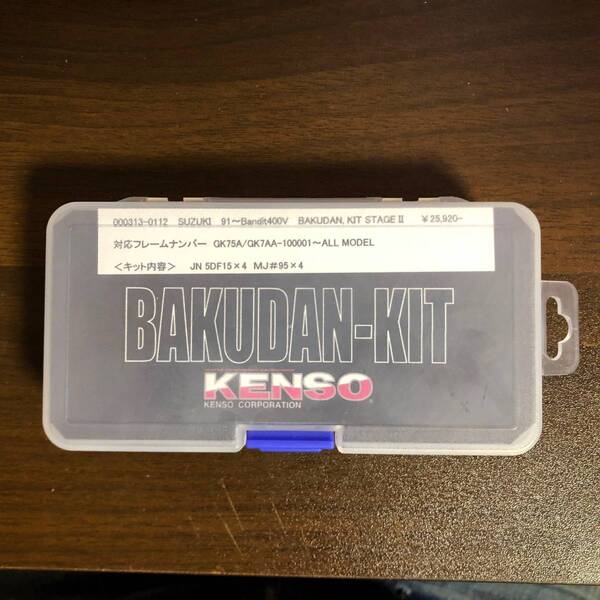 000313-0112 SUZUKI 91～Bandit400V BAKUDAN. KIT STAGEⅡ ￥25,920-
対応フレームナンバー GK75A/GK7AA-100001～ALL MODEL
＜キット内容＞ JN 5DF15×4 MJ#95×4
BAKUDAN-KIT
KENSO®
KENSO CORPORATION